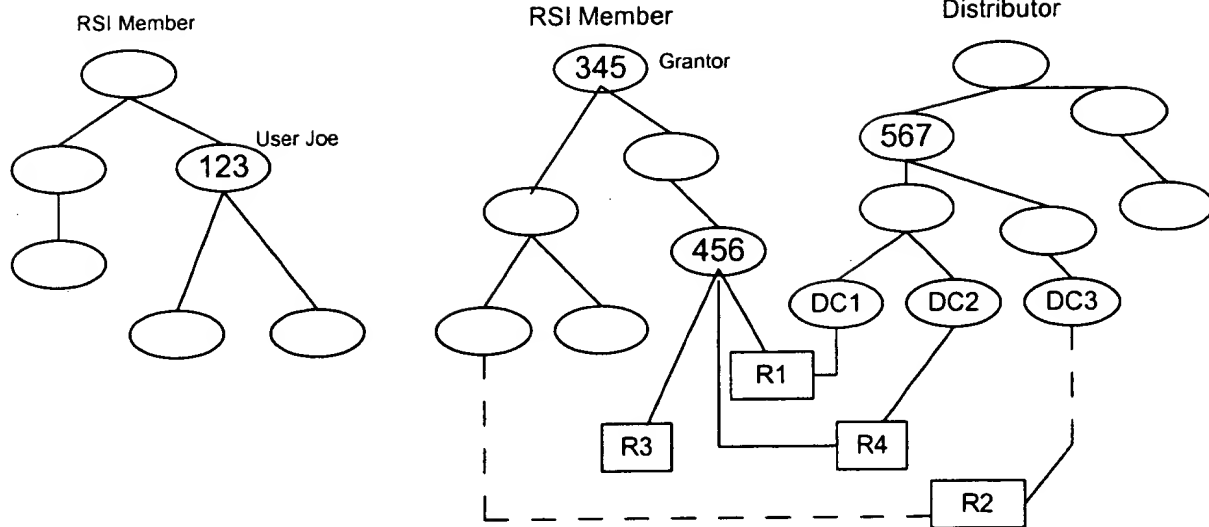 RSI Member
User Joe
123
RSI Member
345
Grantor
456
R1
R3
R4
R2
Distributor
567
DC1
DC2
DC3